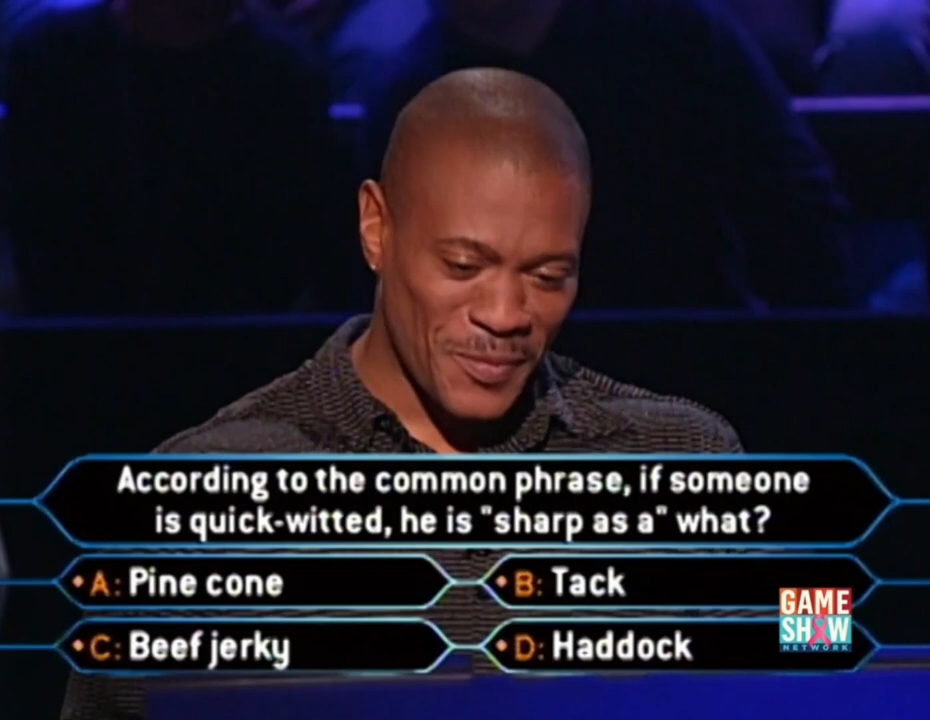 According to the common phrase, if someone
is quick-witted, he is "sharp as a" what?
A: Pine cone
B: Tack
C: Beef jerky
D: Haddock
GAME
SHOW
NETWORK